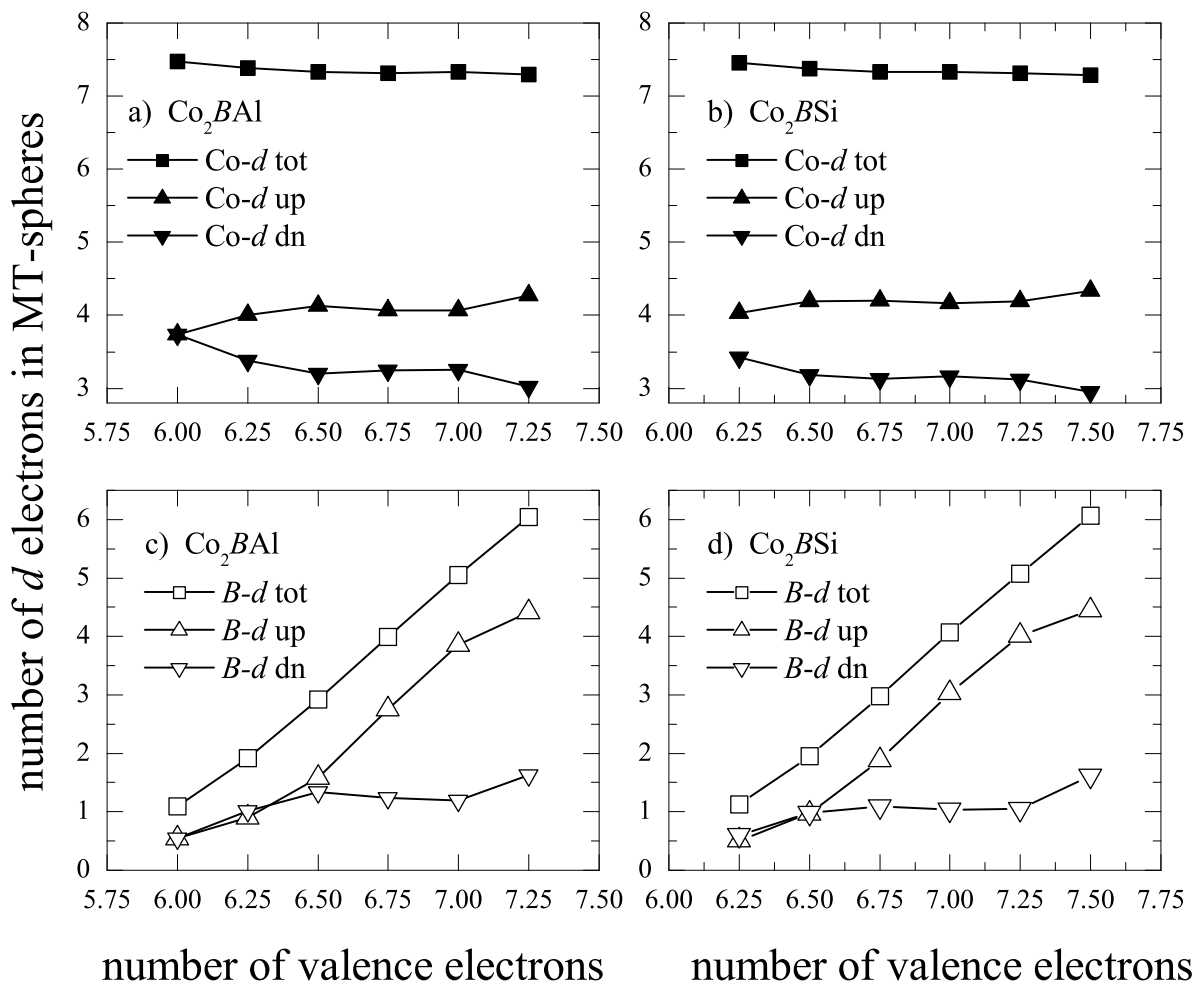 number of d electrons in MT-spheres
8
7
6
5
4
3
a) Co2BAl
Co-d tot
Co-d up
Co-d dn
5.75 6.00 6.25 6.50 6.75 7.00 7.25 7.50
8
7
6
5
4
3
b) Co2BSi
Co-d tot
Co-d up
Co-d dn
6.00 6.25 6.50 6.75 7.00 7.25 7.50 7.75
6
5
4
3
2
1
0
c) Co2BAl
B-d tot
B-d up
B-d dn
5.75 6.00 6.25 6.50 6.75 7.00 7.25 7.50
number of valence electrons
6
5
4
3
2
1
0
d) Co2BSi
B-d tot
B-d up
B-d dn
6.00 6.25 6.50 6.75 7.00 7.25 7.50 7.75
number of valence electrons